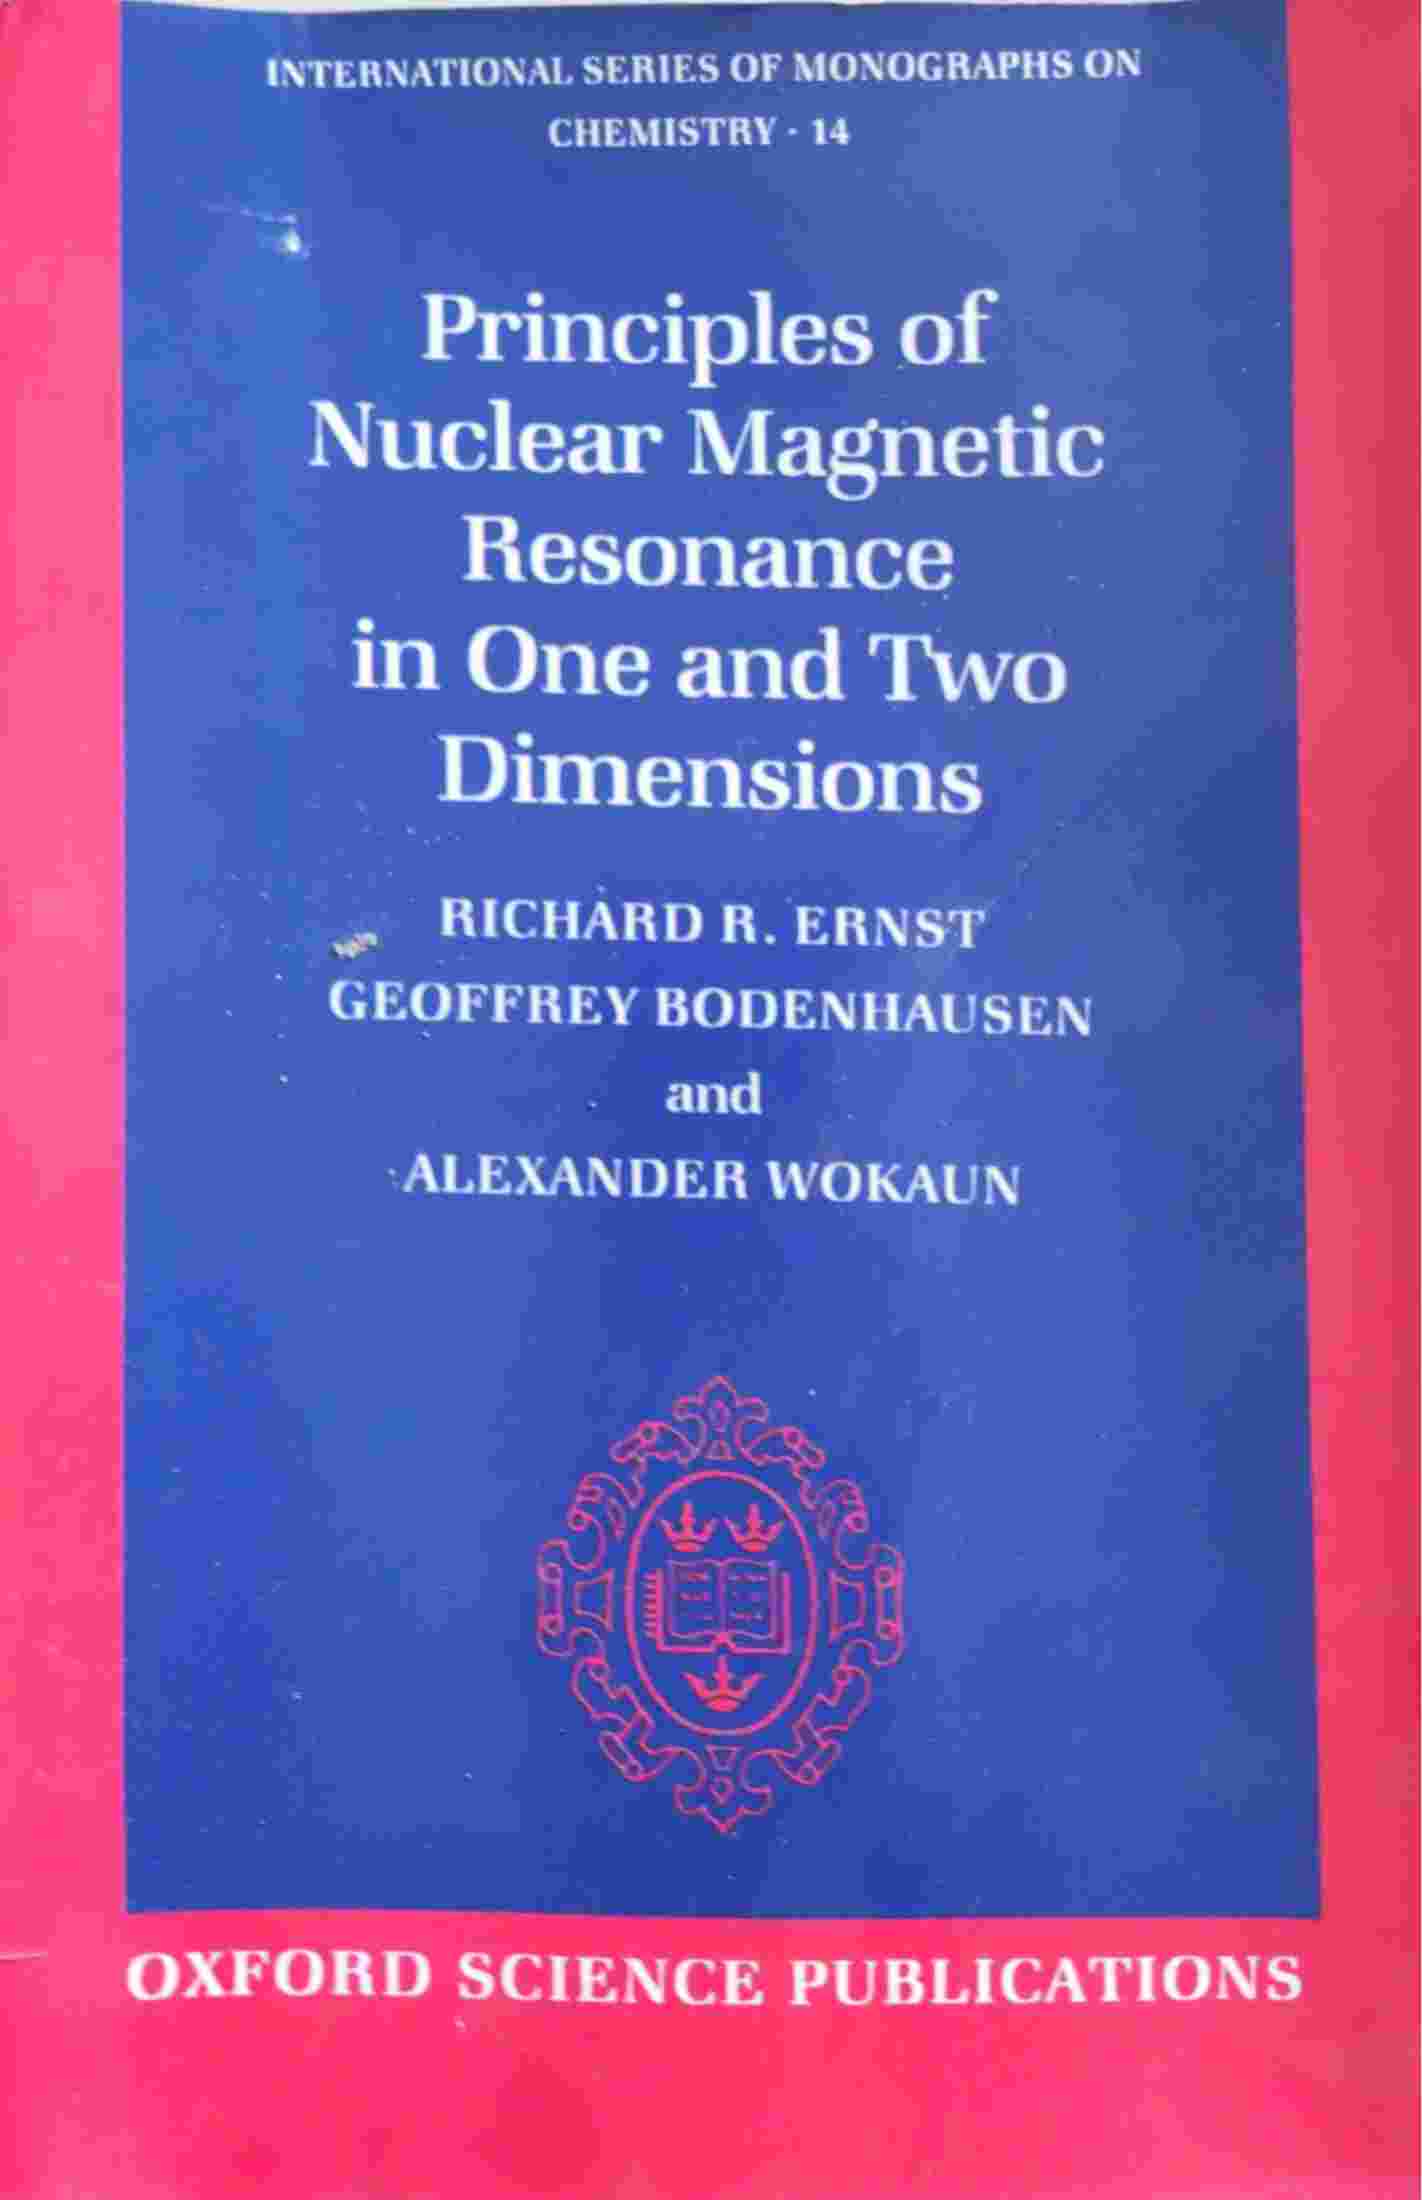 INTERNATIONAL SERIES OF MONOGRAPHS ON
CHEMISTRY · 14
Principles of
Nuclear Magnetic
Resonance
in One and Two
Dimensions
RICHARD R. ERNST
GEOFFREY BODENHAUSEN
and
ALEXANDER WOKAUN
OXFORD SCIENCE PUBLICATIONS